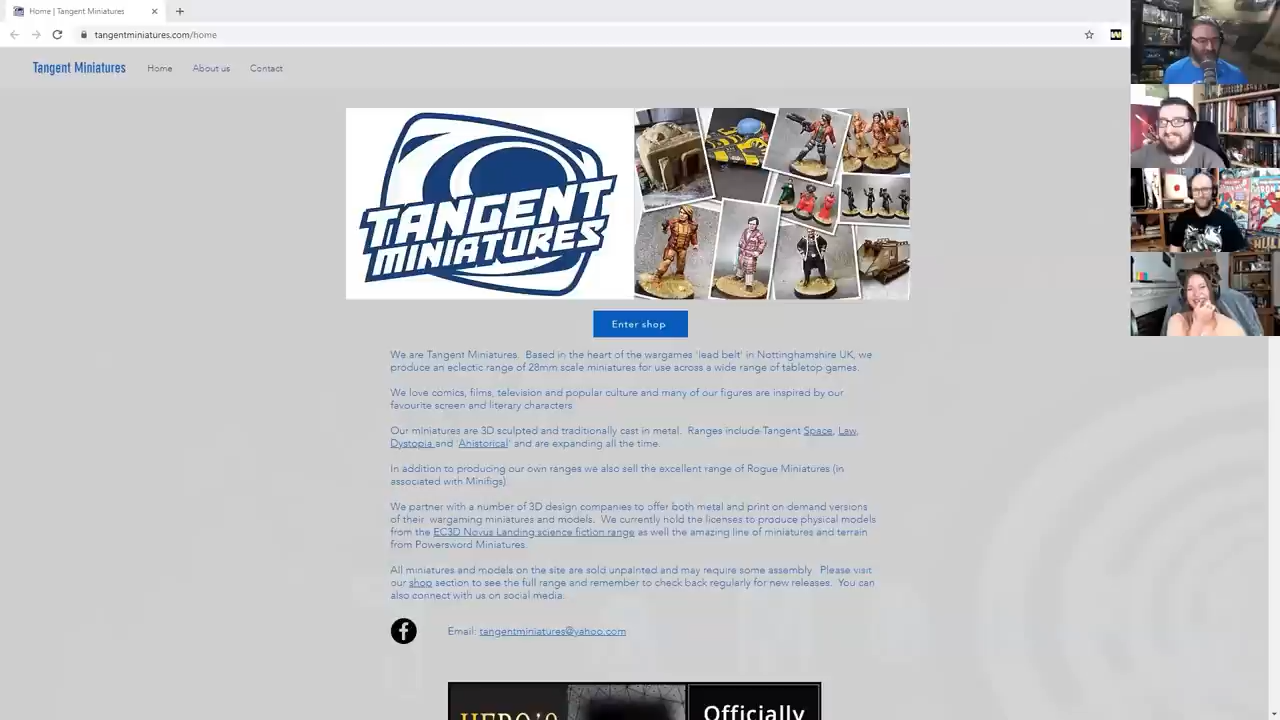 Home | Tangent Miniatures
tangentminiatures.com/home
Tangent Miniatures Home About us Contact
TANGENT
MINIATURES
Enter shop
We are Tangent Miniatures. Based in the heart of the wargames 'lead belt' in Nottinghamshire UK, we
produce an eclectic range of 28mm scale miniatures for use across a wide range of tabletop games.
We love comics, films, television and popular culture and many of our figures are inspired by our
favourite screen and literary characters
Our miniatures are 3D sculpted and traditionally cast in metal. Ranges include Tangent Space, Law,
Dystopia and 'Ahistorical' and are expanding all the time.
In addition to producing our own ranges we also sell the excellent range of Rogue Miniatures (in
associated with Minifigs)
We partner with a number of 3D design companies to offer both metal and print on demand versions
of their wargaming miniatures and models. We currently hold the licenses to produce physical models
from the EC3D Novus Landing science fiction range as well the amazing line of miniatures and terrain
from Powersword Miniatures.
All miniatures and models on the site are sold unpainted and may require some assembly Please visit
our shop section to see the full range and remember to check back regularly for new releases. You can
also connect with us on social media.
Email: tangentminiatures@yahoo.com
HERO'S
Officially